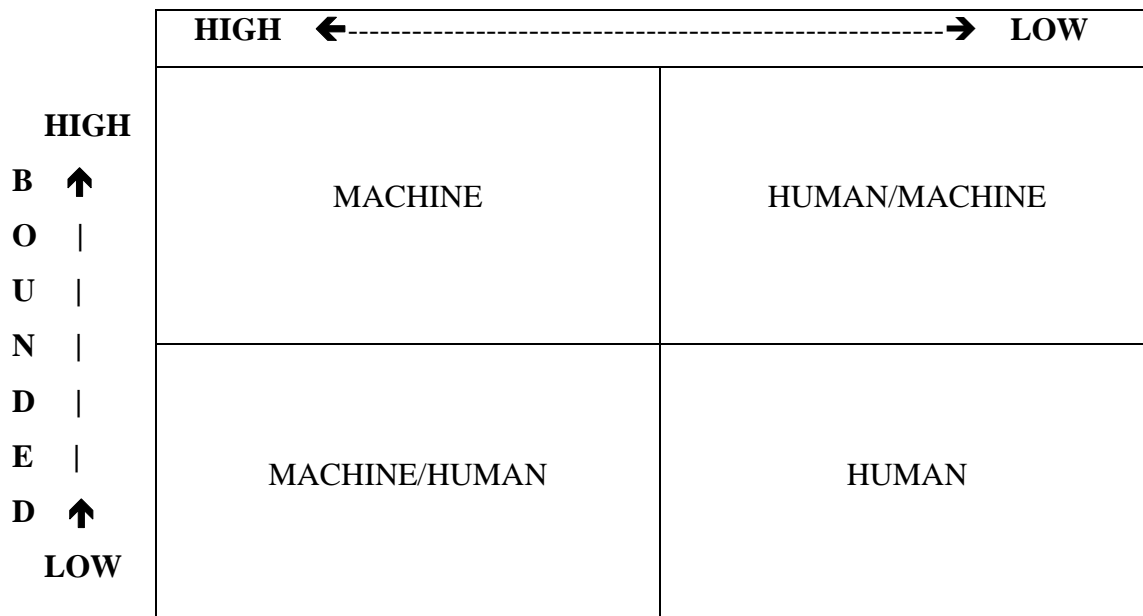 HIGH 🡸--------------------------------------------------------🡺 LOW
HIGH
B 🡹
MACHINE HUMAN/MACHINE
O |
U |
N |
D |
E |
MACHINE/HUMAN HUMAN
D 🡹
LOW